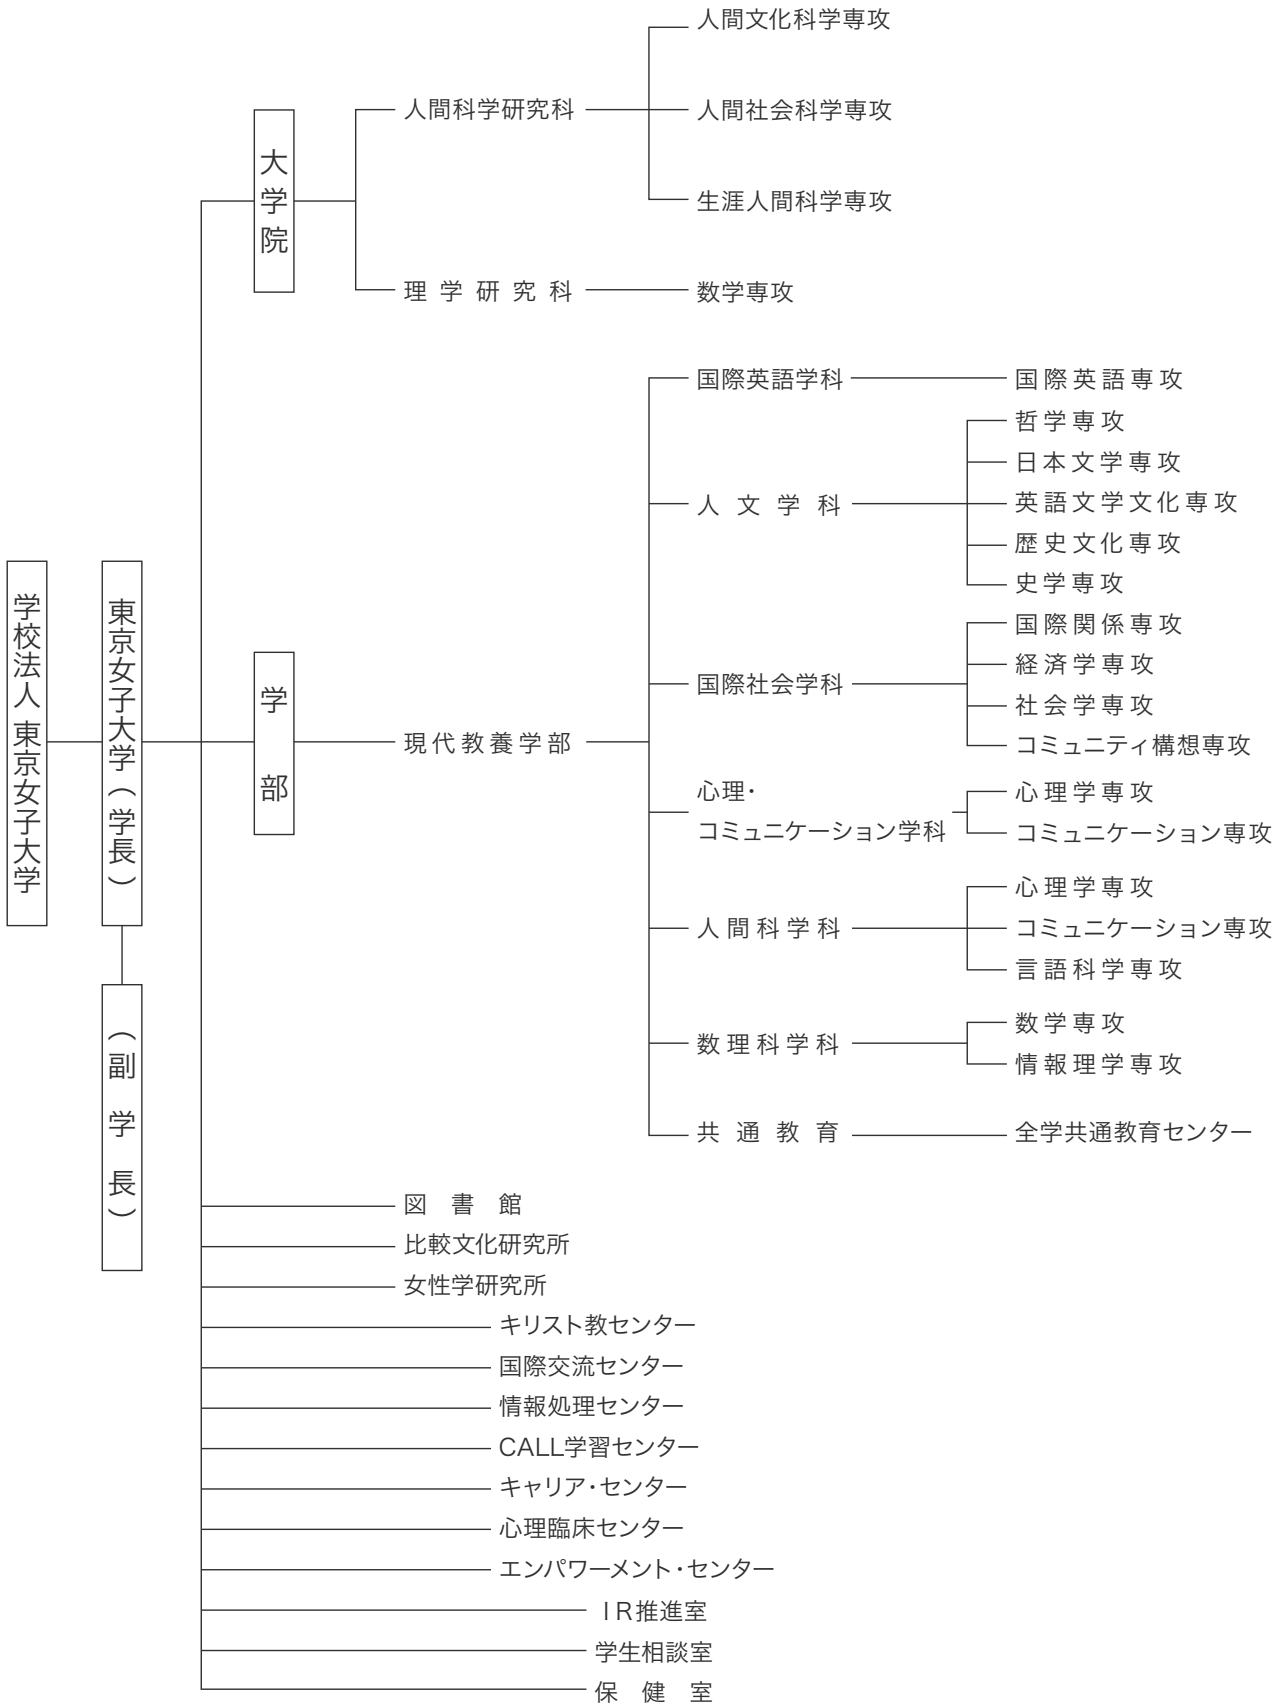 学校法人 東京女子大学
東京女子大学（学長）
（副学長）
大学院
人間科学研究科
人間文化科学専攻
人間社会科学専攻
生涯人間科学専攻
理学研究科
数学専攻
学部
現代教養学部
国際英語学科
国際英語専攻
人文学科
哲学専攻
日本文学専攻
英語文学文化専攻
歴史文化専攻
史学専攻
国際社会学科
国際関係専攻
経済学専攻
社会学専攻
コミュニティ構想専攻
心理・
コミュニケーション学科
心理学専攻
コミュニケーション専攻
人間科学科
心理学専攻
コミュニケーション専攻
言語科学専攻
数理科学科
数学専攻
情報理学専攻
共通教育
全学共通教育センター
図書館
比較文化研究所
女性学研究所
キリスト教センター
国際交流センター
情報処理センター
CALL学習センター
キャリア・センター
心理臨床センター
エンパワーメント・センター
IR推進室
学生相談室
保健室